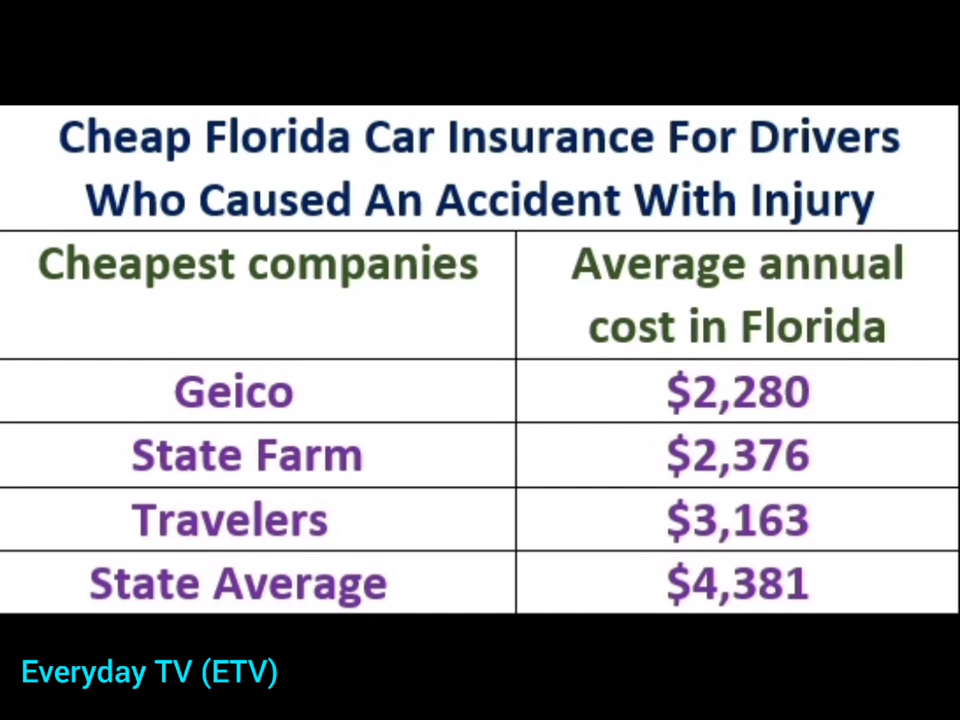 Cheap Florida Car Insurance For Drivers
Who Caused An Accident With Injury
Cheapest companies
Average annual
cost in Florida
Geico
$2,280
State Farm
$2,376
Travelers
$3,163
State Average
$4,381
Everyday TV (ETV)